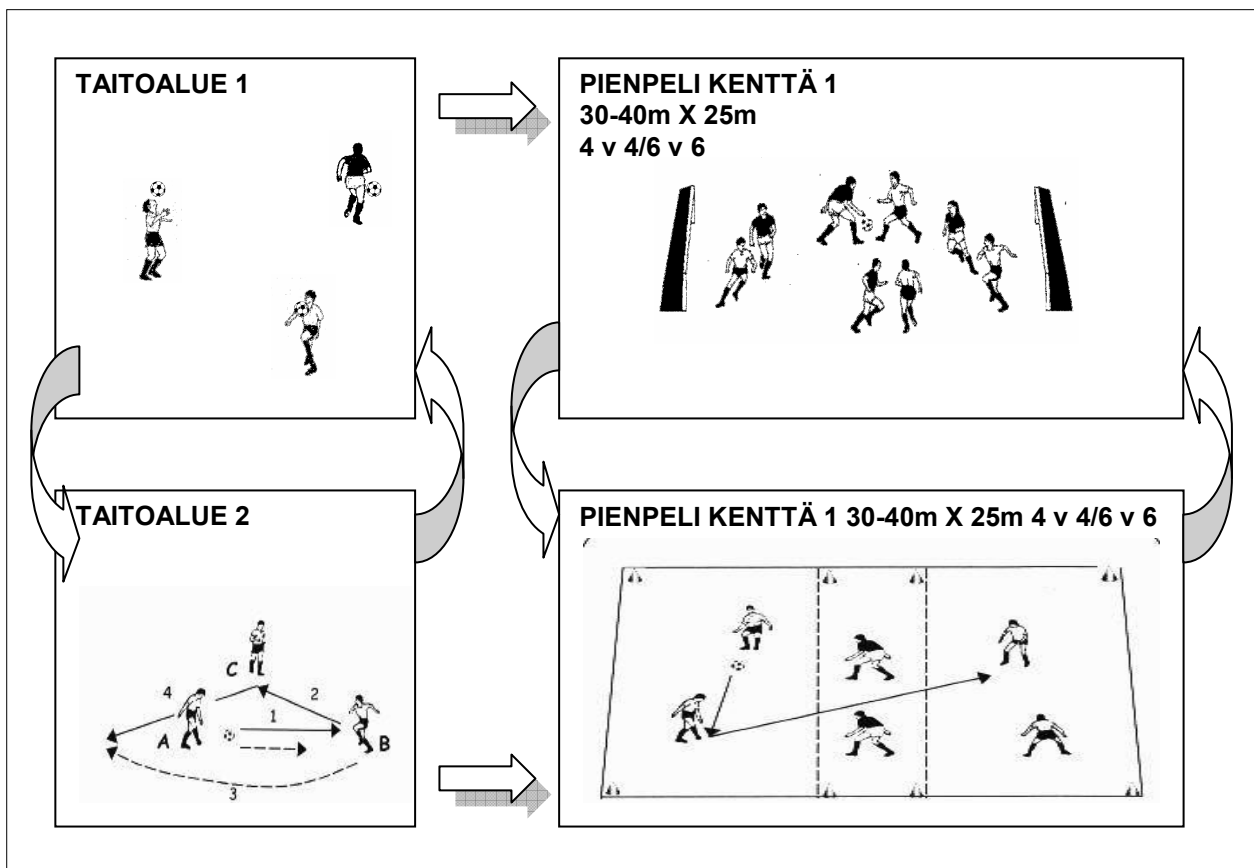 TAITOALUE 1
PIENPELI KENTTÄ 1
30-40m X 25m
4 v 4/6 v 6
TAITOALUE 2
C
4
2
1
A
B
3
PIENPELI KENTTÄ 1 30-40m X 25m 4 v 4/6 v 6